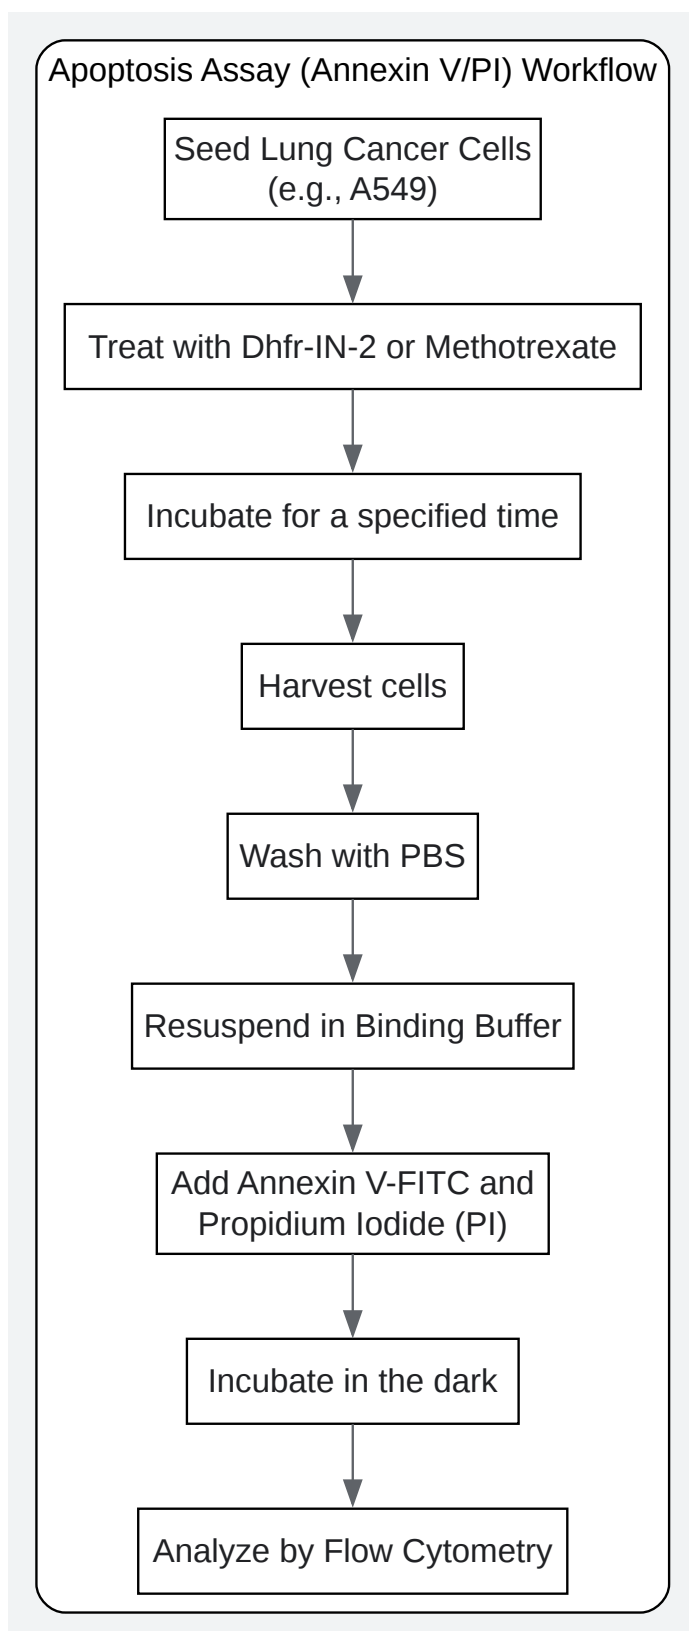 Apoptosis Assay (Annexin V/PI) Workflow
Seed Lung Cancer Cells
(e.g., A549)
Treat with Dhfr-IN-2 or Methotrexate
Incubate for a specified time
Harvest cells
Wash with PBS
Resuspend in Binding Buffer
Add Annexin V-FITC and
Propidium Iodide (PI)
Incubate in the dark
Analyze by Flow Cytometry